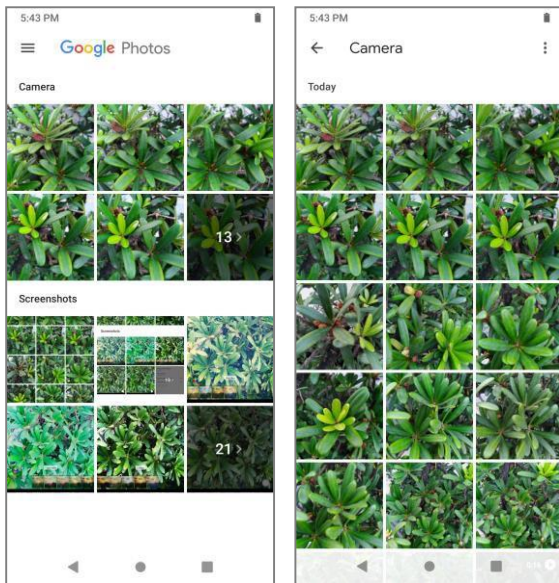 5:43 PM
Google Photos
Camera
13 >
Screenshots
21 >
5:43 PM
Camera
Today